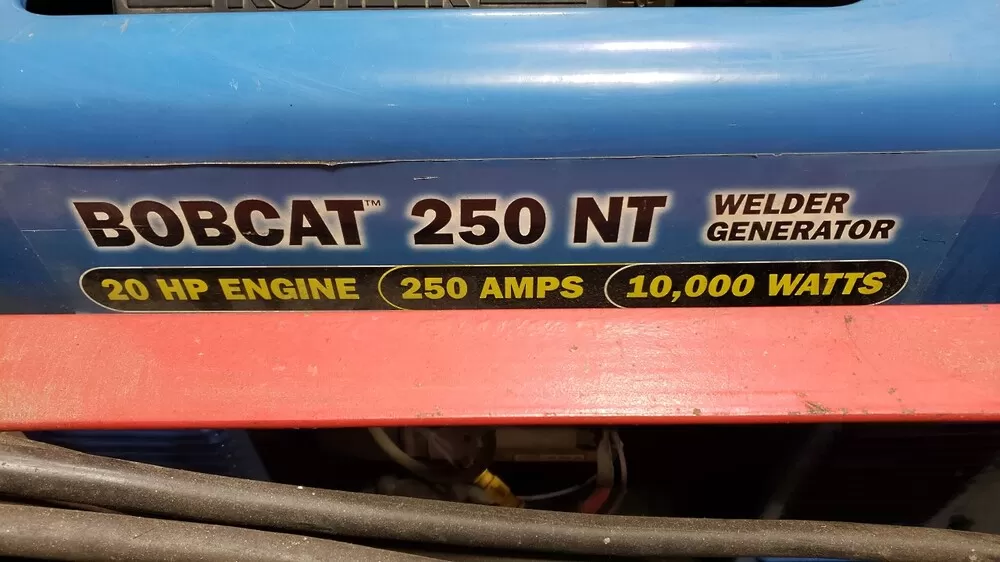 BOBCAT™ 250 NT WELDER GENERATOR
20 HP ENGINE 250 AMPS 10,000 WATTS